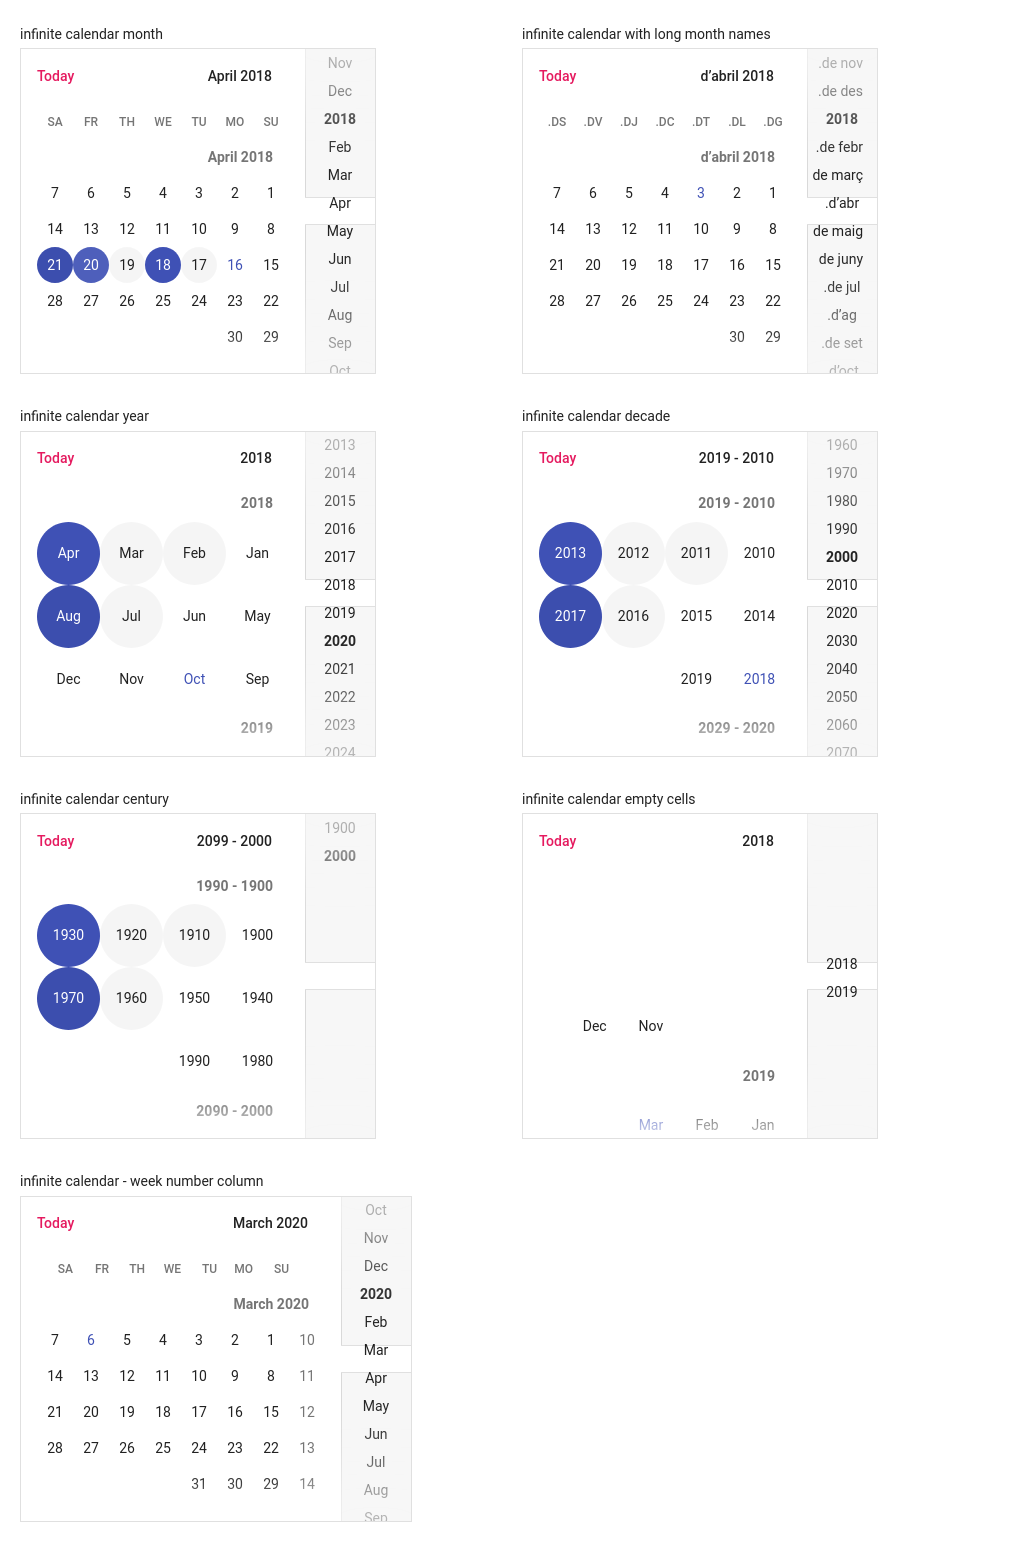 infinite calendar month
Today April 2018
SA FR TH WE TU MO SU
April 2018
7 6 5 4 3 2 1
14 13 12 11 10 9 8
21 20 19 18 17 16 15
28 27 26 25 24 23 22
30 29
Nov
Dec
2018
Feb
Mar
Apr
May
Jun
Jul
Aug
Sep
Oct
infinite calendar with long month names
Today d’abril 2018
.DS .DV .DJ .DC .DT .DL .DG
d’abril 2018
7 6 5 4 3 2 1
14 13 12 11 10 9 8
21 20 19 18 17 16 15
28 27 26 25 24 23 22
30 29
.de nov
.de des
2018
.de febr
de març
.d’abr
de maig
de juny
.de jul
.d’ag
.de set
.d’oct
infinite calendar year
Today 2018
2018
Apr Mar Feb Jan
Aug Jul Jun May
Dec Nov Oct Sep
2019
2013
2014
2015
2016
2017
2018
2019
2020
2021
2022
2023
2024
infinite calendar decade
Today 2019 - 2010
2019 - 2010
2013 2012 2011 2010
2017 2016 2015 2014
2019 2018
2029 - 2020
1960
1970
1980
1990
2000
2010
2020
2030
2040
2050
2060
2070
infinite calendar century
Today 2099 - 2000
1990 - 1900
1930 1920 1910 1900
1970 1960 1950 1940
1990 1980
2090 - 2000
1900
2000
infinite calendar empty cells
Today 2018
Dec Nov
2019
Mar Feb Jan
2018
2019
infinite calendar - week number column
Today March 2020
SA FR TH WE TU MO SU
March 2020
7 6 5 4 3 2 1 10
14 13 12 11 10 9 8 11
21 20 19 18 17 16 15 12
28 27 26 25 24 23 22 13
31 30 29 14
Oct
Nov
Dec
2020
Feb
Mar
Apr
May
Jun
Jul
Aug
Sep